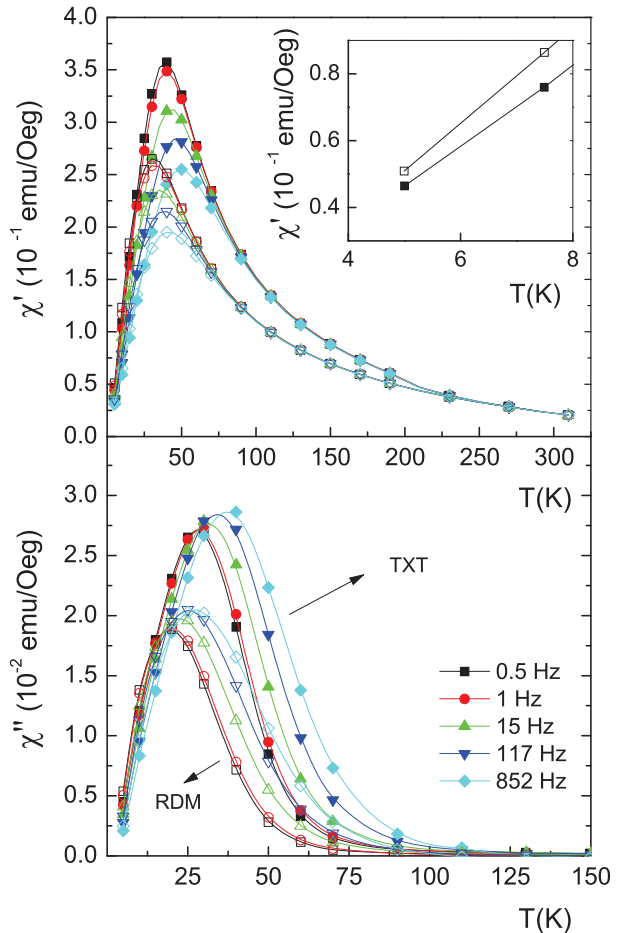 4.0
3.5
3.0
2.5
2.0
1.5
1.0
0.5
0.0
χ' (10⁻¹ emu/Oeg)
50 100 150 200 250 300
T(K)
0.8
0.6
0.4
χ' (10⁻¹ emu/Oeg)
4 6 8
T(K)
3.0
2.5
2.0
1.5
1.0
0.5
0.0
χ'' (10⁻² emu/Oeg)
TXT
RDM
0.5 Hz
1 Hz
15 Hz
117 Hz
852 Hz
25 50 75 100 125 150
T(K)